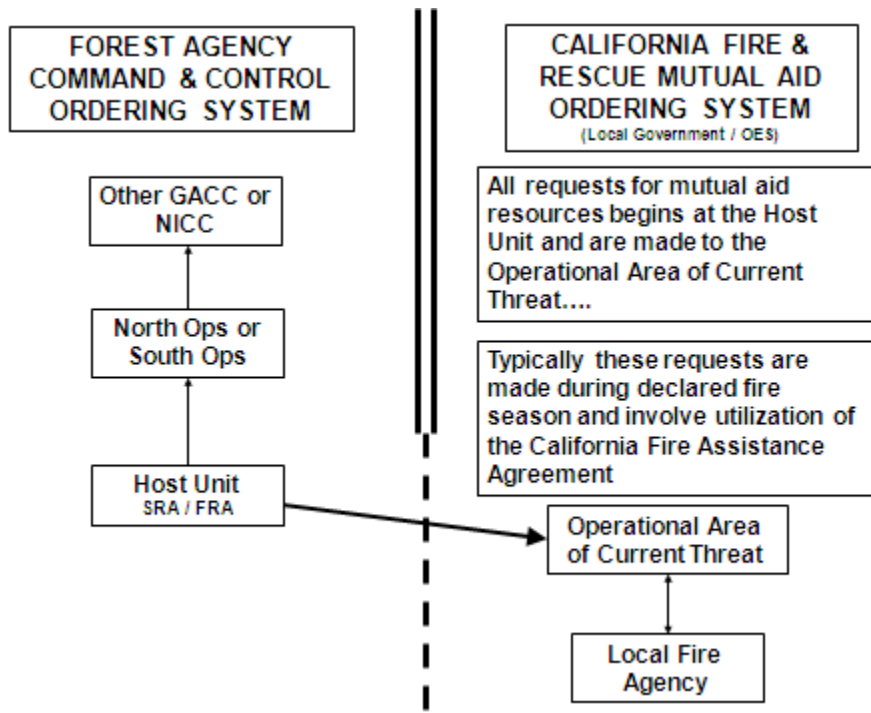 FOREST AGENCY
COMMAND & CONTROL
ORDERING SYSTEM
Other GACC or
NICC
North Ops or
South Ops
Host Unit
SRA / FRA
CALIFORNIA FIRE &
RESCUE MUTUAL AID
ORDERING SYSTEM
(Local Government / OES)
All requests for mutual aid
resources begins at the Host
Unit and are made to the
Operational Area of Current
Threat....
Typically these requests are
made during declared fire
season and involve utilization of
the California Fire Assistance
Agreement
Operational Area
of Current Threat
Local Fire
Agency